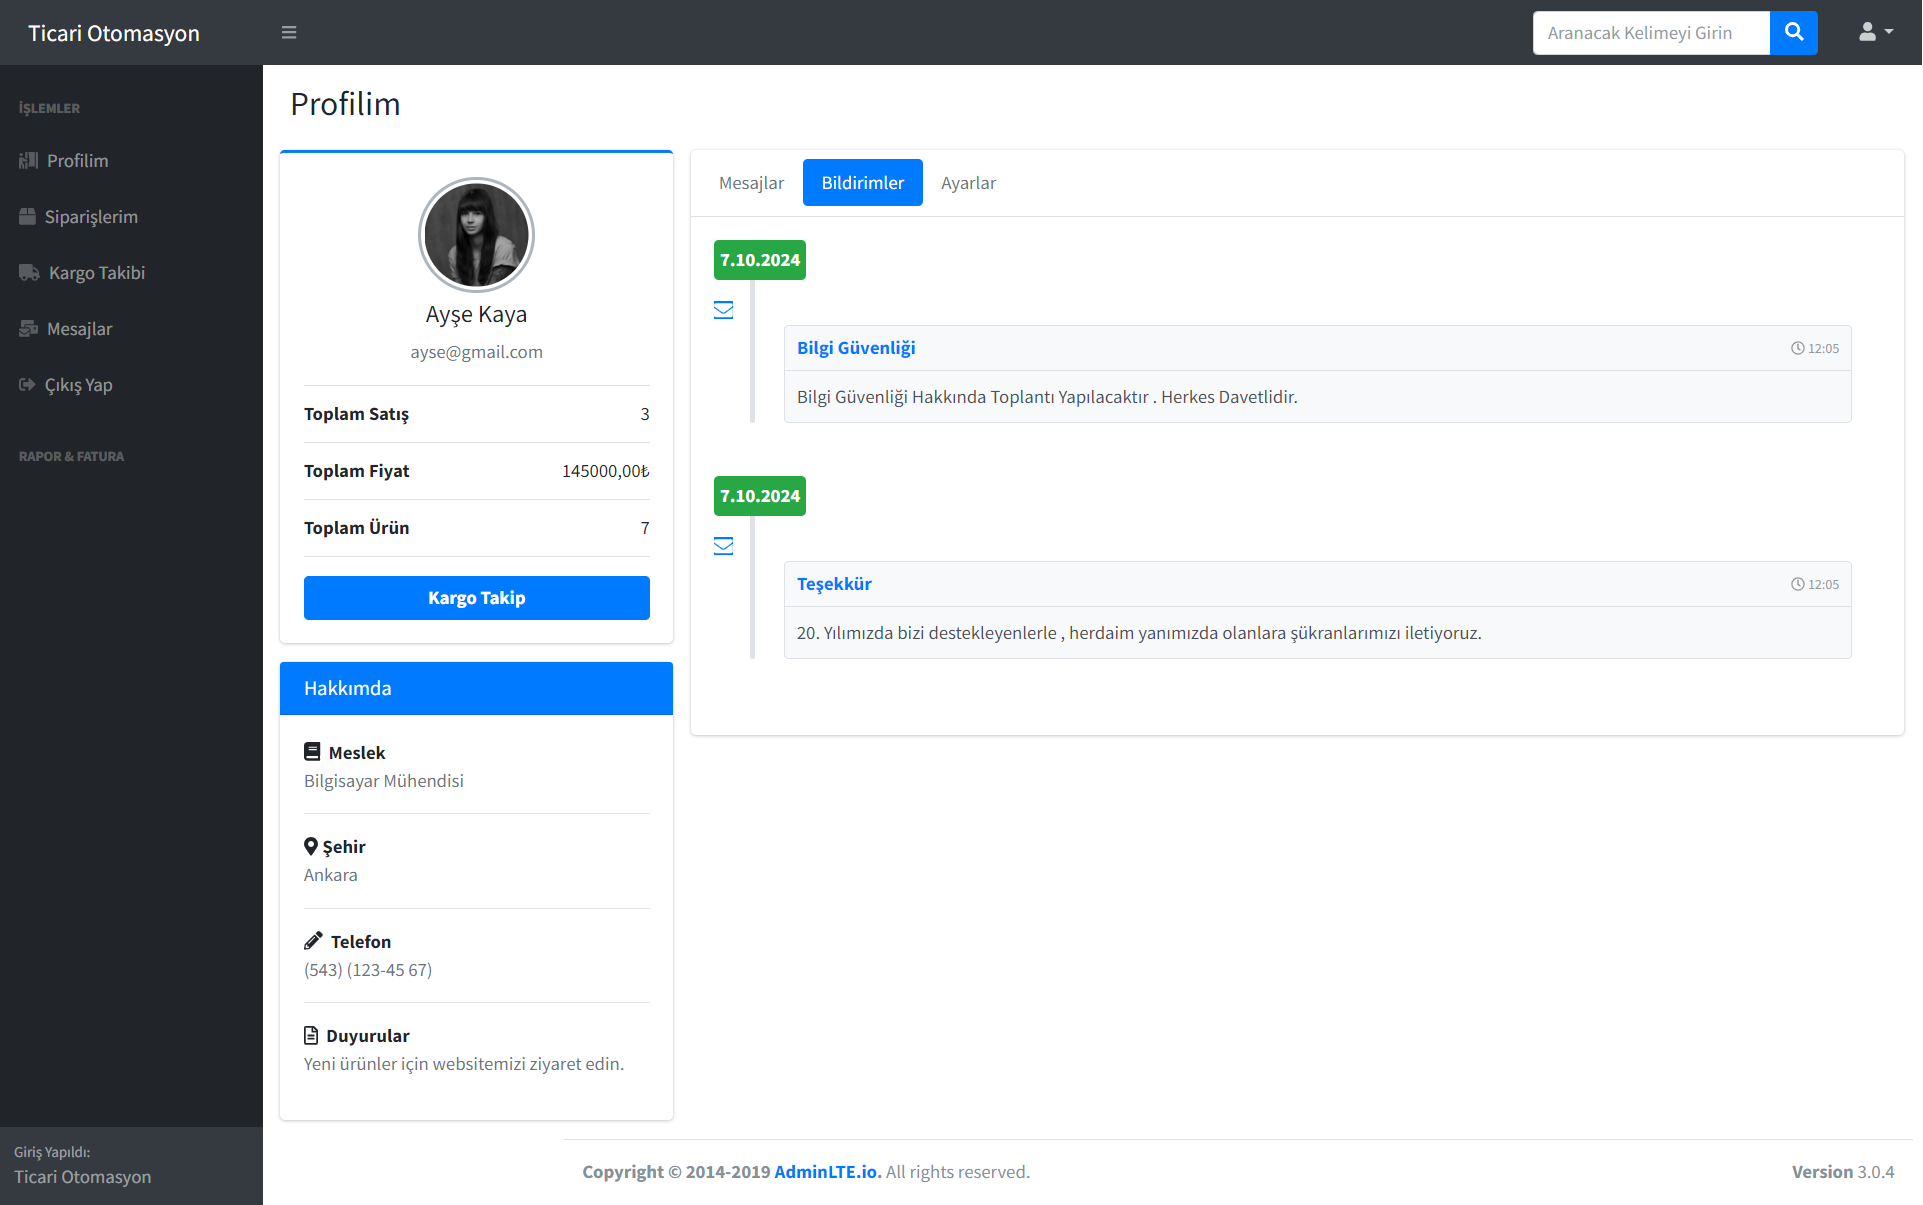 Ticari Otomasyon
Aranacak Kelimeyi Girin
İŞLEMLER
Profilim
Siparişlerim
Kargo Takibi
Mesajlar
Çıkış Yap
RAPOR & FATURA
Giriş Yapıldı:
Ticari Otomasyon
Profilim
Ayşe Kaya
ayse@gmail.com
Toplam Satış 3
Toplam Fiyat 145000,00₺
Toplam Ürün 7
Kargo Takip
Hakkımda
Meslek
Bilgisayar Mühendisi
Şehir
Ankara
Telefon
(543) (123-45 67)
Duyurular
Yeni ürünler için websitemizi ziyaret edin.
Mesajlar Bildirimler Ayarlar
7.10.2024
Bilgi Güvenliği 12:05
Bilgi Güvenliği Hakkında Toplantı Yapılacaktır . Herkes Davetlidir.
7.10.2024
Teşekkür 12:05
20. Yılımızda bizi destekleyenlerle , herdaim yanımızda olanlara şükranlarımızı iletiyoruz.
Copyright © 2014-2019 AdminLTE.io. All rights reserved. Version 3.0.4